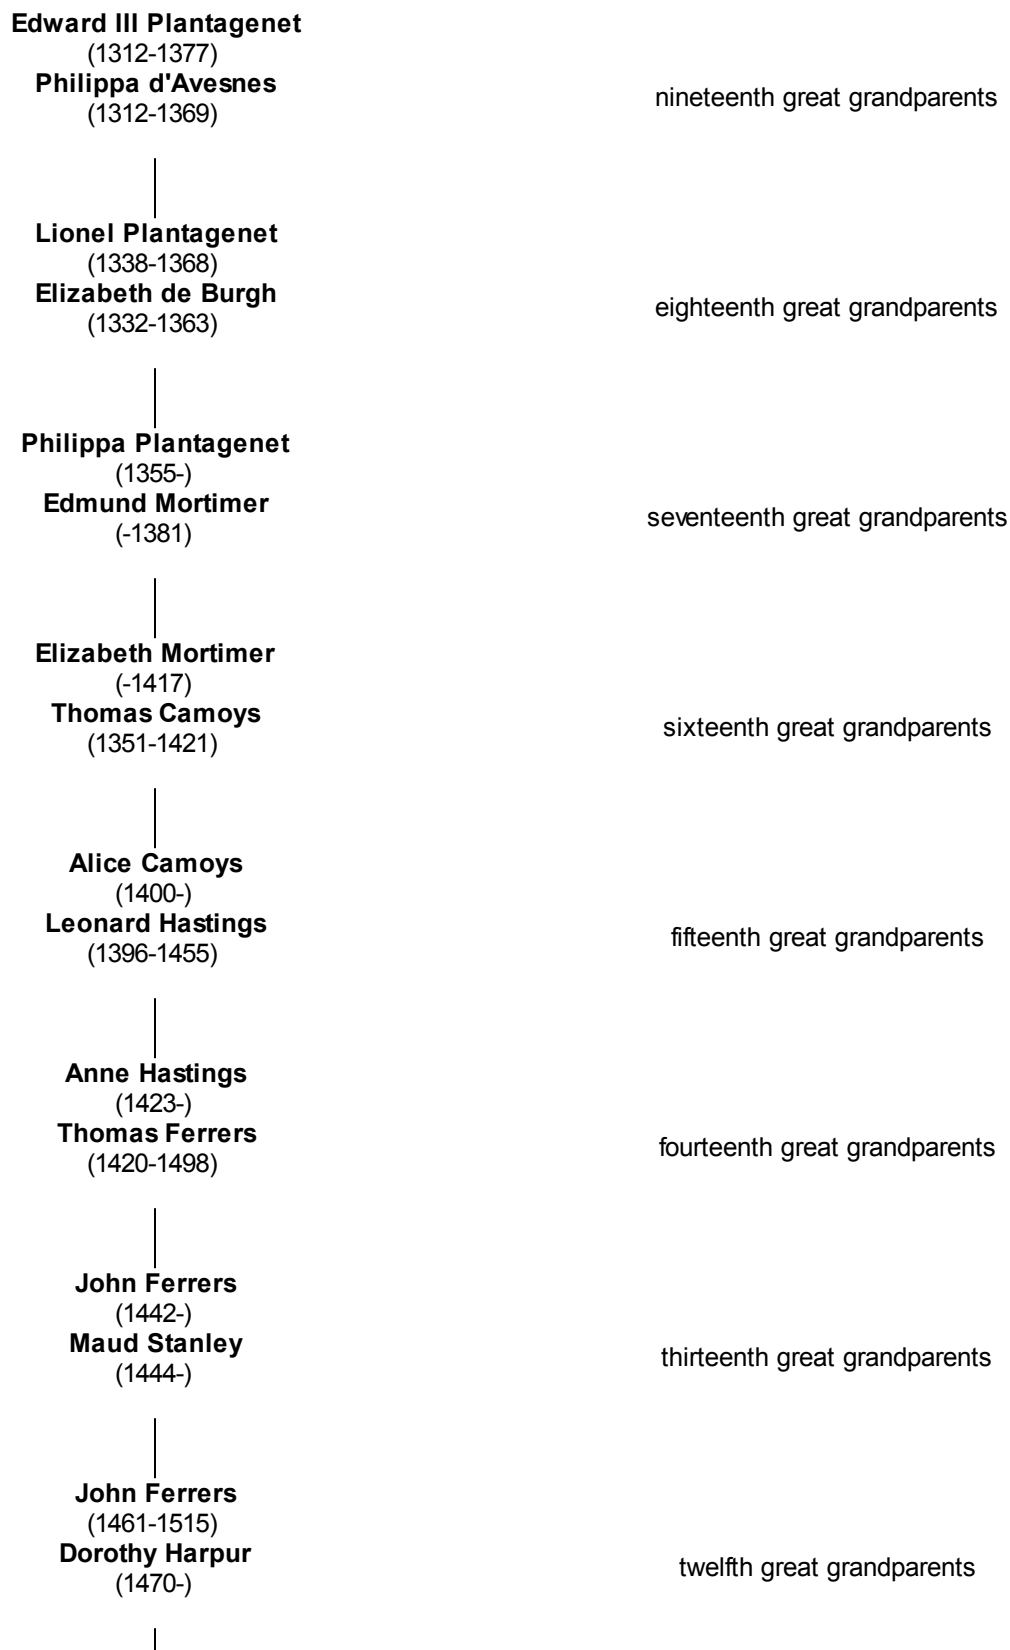 Edward III Plantagenet
(1312-1377)
Philippa d'Avesnes
(1312-1369)
nineteenth great grandparents
Lionel Plantagenet
(1338-1368)
Elizabeth de Burgh
(1332-1363)
eighteenth great grandparents
Philippa Plantagenet
(1355-)
Edmund Mortimer
(-1381)
seventeenth great grandparents
Elizabeth Mortimer
(-1417)
Thomas Camoys
(1351-1421)
sixteenth great grandparents
Alice Camoys
(1400-)
Leonard Hastings
(1396-1455)
fifteenth great grandparents
Anne Hastings
(1423-)
Thomas Ferrers
(1420-1498)
fourteenth great grandparents
John Ferrers
(1442-)
Maud Stanley
(1444-)
thirteenth great grandparents
John Ferrers
(1461-1515)
Dorothy Harpur
(1470-)
twelfth great grandparents